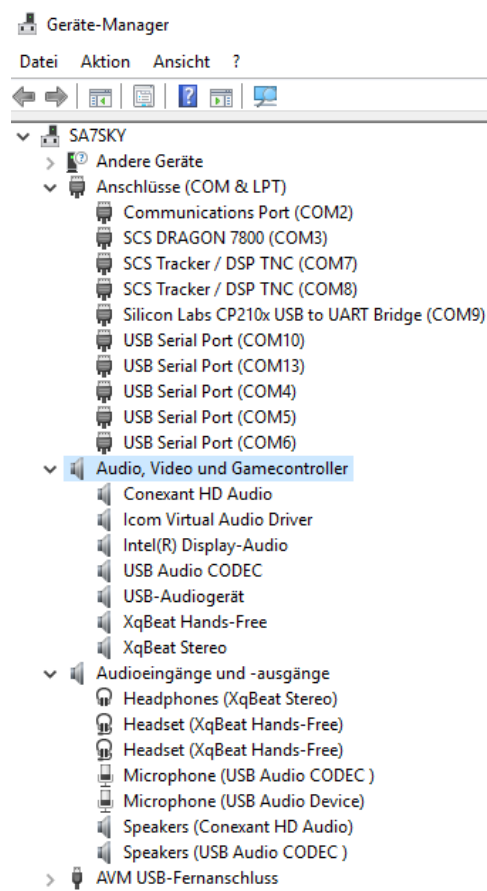 Geräte-Manager
Datei Aktion Ansicht ?
SA7SKY
Andere Geräte
Anschlüsse (COM & LPT)
Communications Port (COM2)
SCS DRAGON 7800 (COM3)
SCS Tracker / DSP TNC (COM7)
SCS Tracker / DSP TNC (COM8)
Silicon Labs CP210x USB to UART Bridge (COM9)
USB Serial Port (COM10)
USB Serial Port (COM13)
USB Serial Port (COM4)
USB Serial Port (COM5)
USB Serial Port (COM6)
Audio, Video und Gamecontroller
Conexant HD Audio
Icom Virtual Audio Driver
Intel(R) Display-Audio
USB Audio CODEC
USB-Audiogerät
XqBeat Hands-Free
XqBeat Stereo
Audioeingänge und -ausgänge
Headphones (XqBeat Stereo)
Headset (XqBeat Hands-Free)
Headset (XqBeat Hands-Free)
Microphone (USB Audio CODEC )
Microphone (USB Audio Device)
Speakers (Conexant HD Audio)
Speakers (USB Audio CODEC )
AVM USB-Fernanschluss